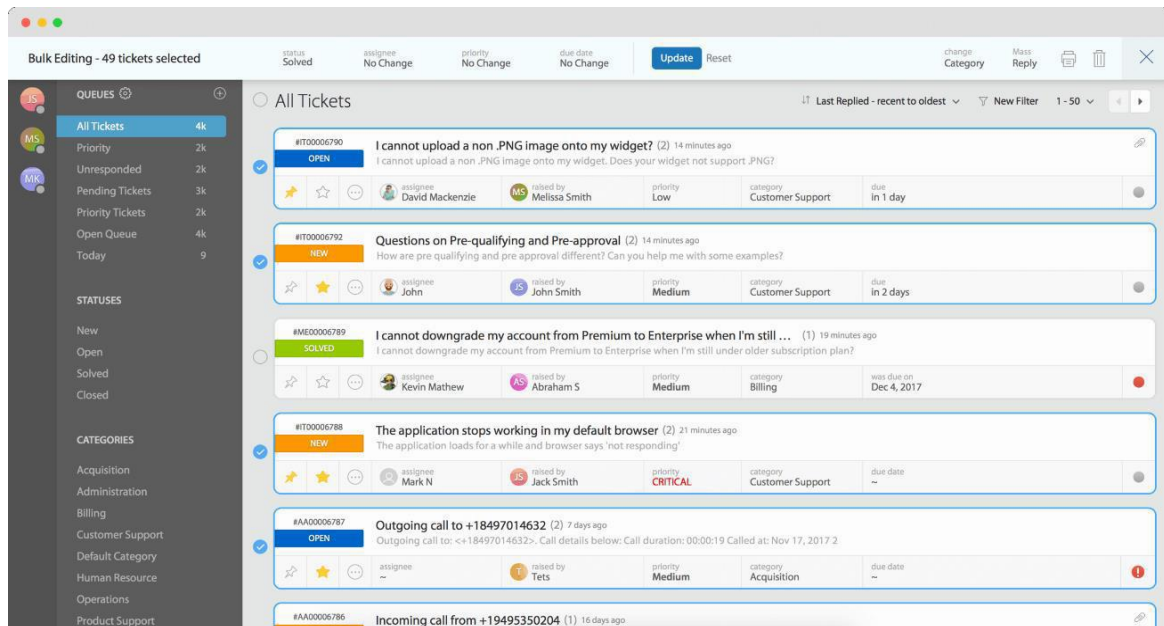 Bulk Editing - 49 tickets selected
status
Solved
assignee
No Change
priority
No Change
due date
No Change
Update
Reset
change
Category
Mass
Reply
JS
MS
MK
QUEUES
All Tickets 4k
Priority 2k
Unresponded 2k
Pending Tickets 3k
Priority Tickets 2k
Open Queue 4k
Today 9
STATUSES
New
Open
Solved
Closed
CATEGORIES
Acquisition
Administration
Billing
Customer Support
Default Category
Human Resource
Operations
Product Support
All Tickets
Last Replied - recent to oldest
New Filter
1 - 50
#IT00006790
OPEN
I cannot upload a non .PNG image onto my widget? (2) 14 minutes ago
I cannot upload a non .PNG image onto my widget. Does your widget not support .PNG?
assignee
David Mackenzie
MS
raised by
Melissa Smith
priority
Low
category
Customer Support
due
in 1 day
#IT00006792
NEW
Questions on Pre-qualifying and Pre-approval (2) 14 minutes ago
How are pre qualifying and pre approval different? Can you help me with some examples?
assignee
John
JS
raised by
John Smith
priority
Medium
category
Customer Support
due
in 2 days
#ME00006789
SOLVED
I cannot downgrade my account from Premium to Enterprise when I'm still ... (1) 19 minutes ago
I cannot downgrade my account from Premium to Enterprise when I'm still under older subscription plan?
assignee
Kevin Mathew
AS
raised by
Abraham S
priority
Medium
category
Billing
was due on
Dec 4, 2017
#IT00006788
NEW
The application stops working in my default browser (2) 21 minutes ago
The application loads for a while and browser says 'not responding'
assignee
Mark N
JS
raised by
Jack Smith
priority
CRITICAL
category
Customer Support
due date
~
#AA00006787
OPEN
Outgoing call to +18497014632 (2) 7 days ago
Outgoing call to: <+18497014632>. Call details below: Call duration: 00:00:19 Called at: Nov 17, 2017 2
assignee
~
T
raised by
Tets
priority
Medium
category
Acquisition
due date
~
#AA00006786
Incoming call from +19495350204 (1) 16 days ago